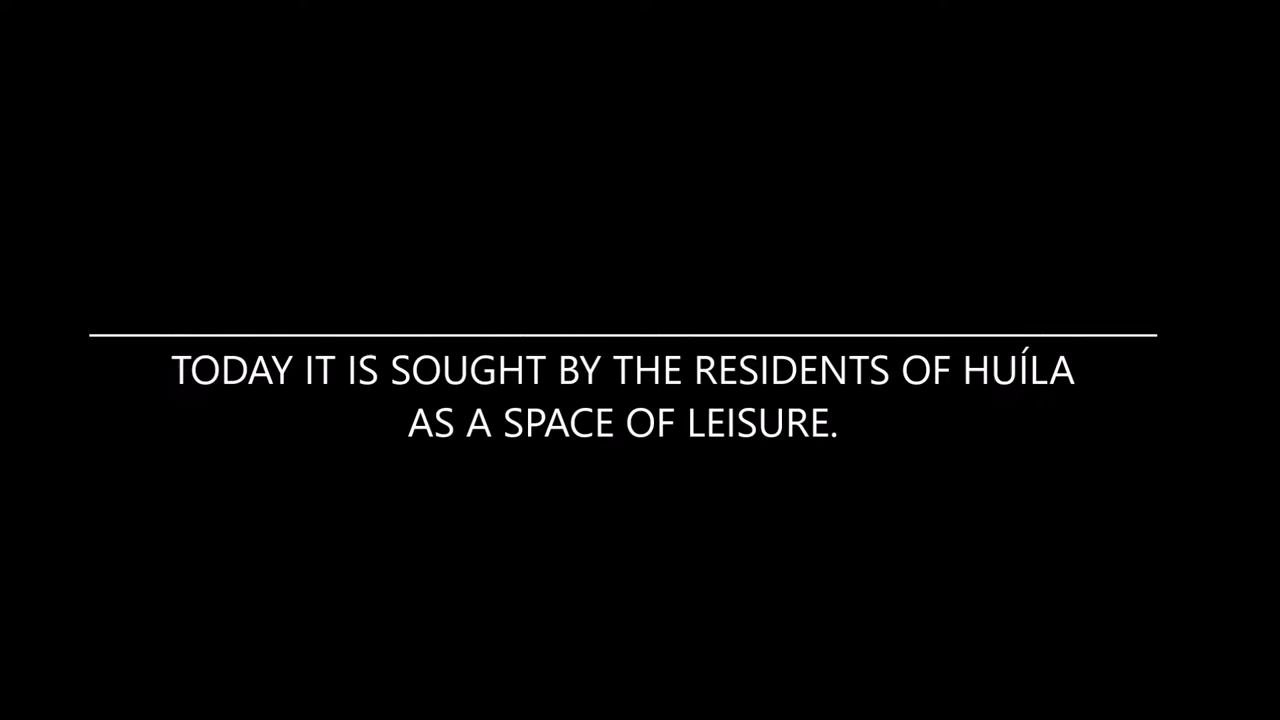 TODAY IT IS SOUGHT BY THE RESIDENTS OF HUÍLA
AS A SPACE OF LEISURE.